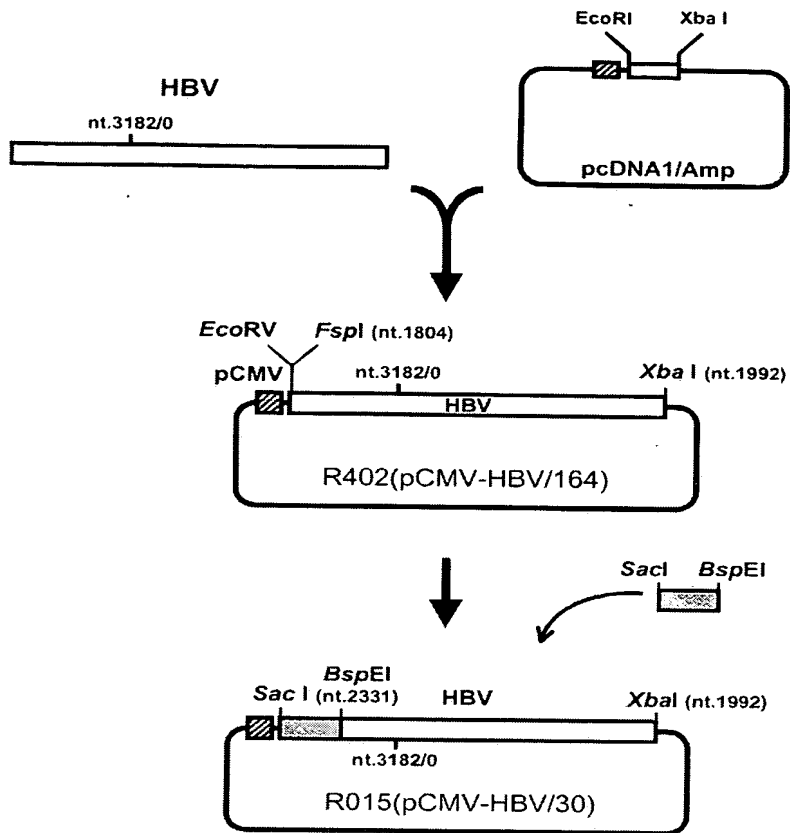 EcoRI Xba I
HBV
nt.3182/0
pcDNA1/Amp
EcoRV FspI (nt.1804)
pCMV nt.3182/0 Xba I (nt.1992)
HBV
R402(pCMV-HBV/164)
SacI BspEI
BspEI
Sac I (nt.2331) HBV XbaI (nt.1992)
nt.3182/0
R015(pCMV-HBV/30)